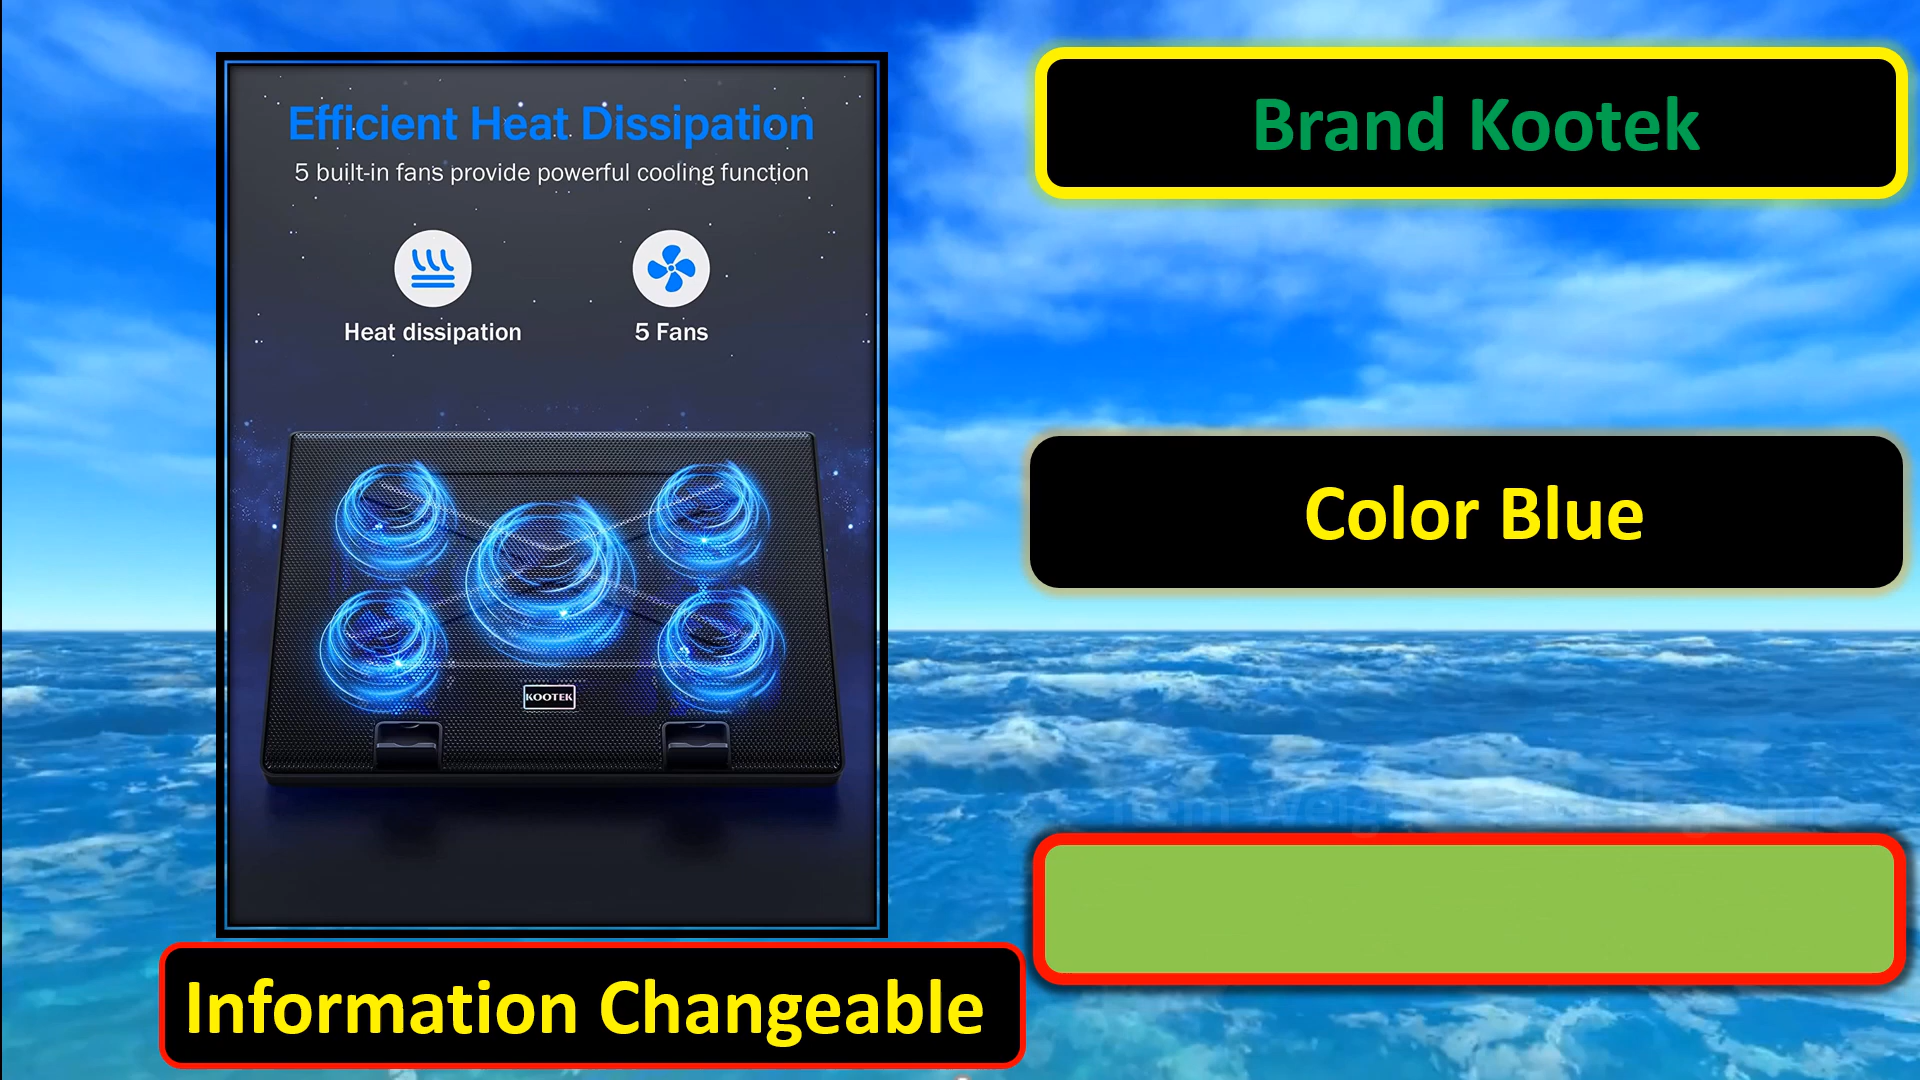 Efficient Heat Dissipation
5 built-in fans provide powerful cooling function
Heat dissipation
5 Fans
KOOTEK
Information Changeable
Brand Kootek
Color Blue